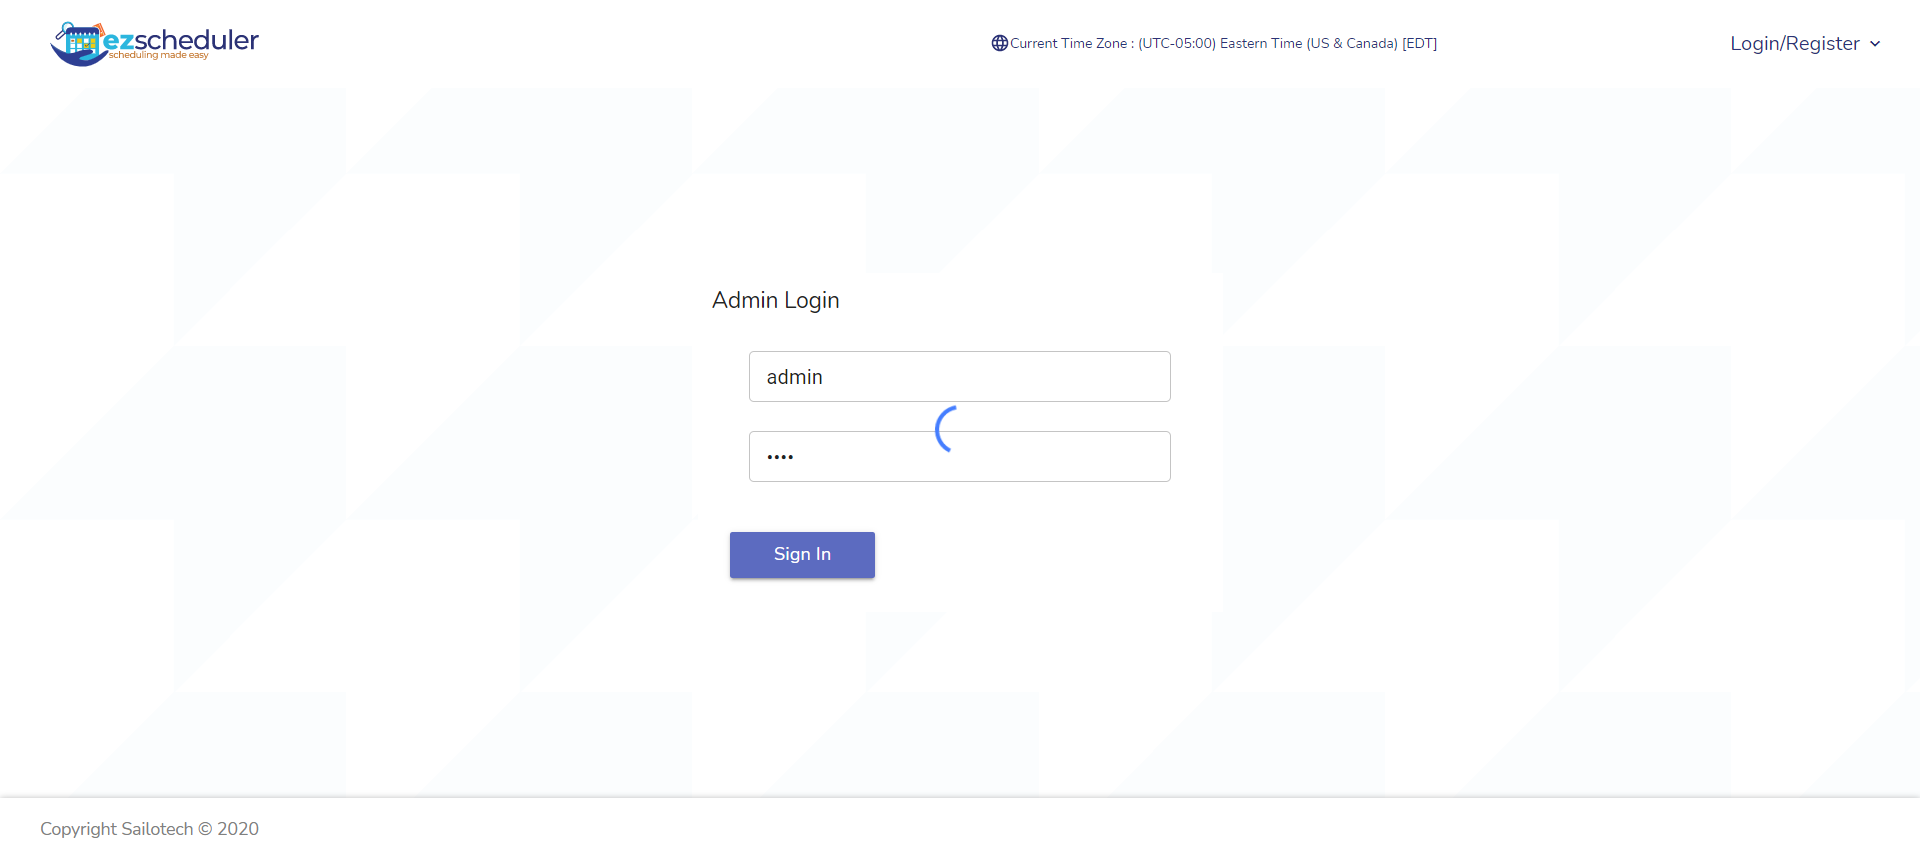 ezscheduler
scheduling made easy
Current Time Zone : (UTC-05:00) Eastern Time (US & Canada) [EDT]
Login/Register
Admin Login
admin
••••
Sign In
Copyright Sailotech © 2020